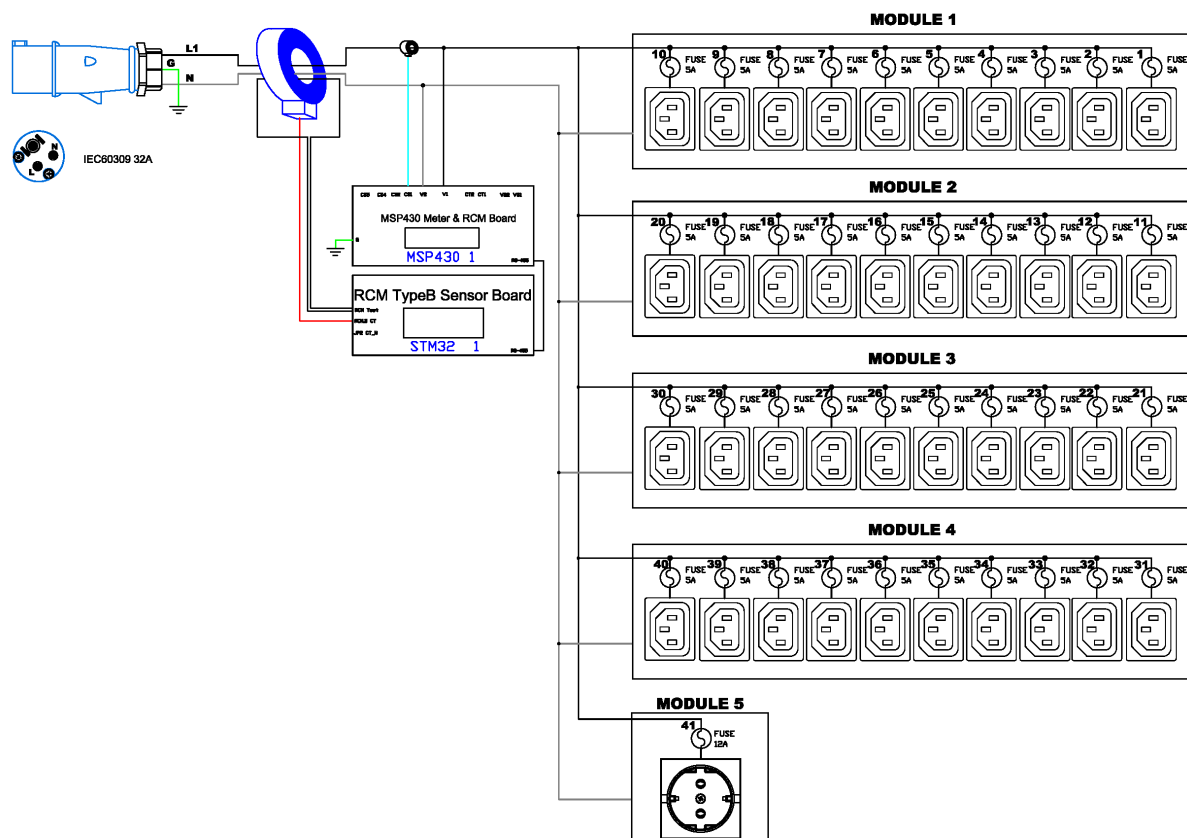 MODULE 1
L1
G
N
IEC60309 32A
N
L
10 9 8 7 6 5 4 3 2 1
FUSE FUSE FUSE FUSE FUSE FUSE FUSE FUSE FUSE FUSE
5A 5A 5A 5A 5A 5A 5A 5A 5A 5A
MODULE 2
20 19 18 17 16 15 14 13 12 11
FUSE FUSE FUSE FUSE FUSE FUSE FUSE FUSE FUSE FUSE
5A 5A 5A 5A 5A 5A 5A 5A 5A 5A
MSP430 Meter & RCM Board
MSP430 1
RCM TypeB Sensor Board
RCM Test
STM32 1
MODULE 3
30 29 28 27 26 25 24 23 22 21
FUSE FUSE FUSE FUSE FUSE FUSE FUSE FUSE FUSE FUSE
5A 5A 5A 5A 5A 5A 5A 5A 5A 5A
MODULE 4
40 39 38 37 36 35 34 33 32 31
FUSE FUSE FUSE FUSE FUSE FUSE FUSE FUSE FUSE FUSE
5A 5A 5A 5A 5A 5A 5A 5A 5A 5A
MODULE 5
41
FUSE
12A